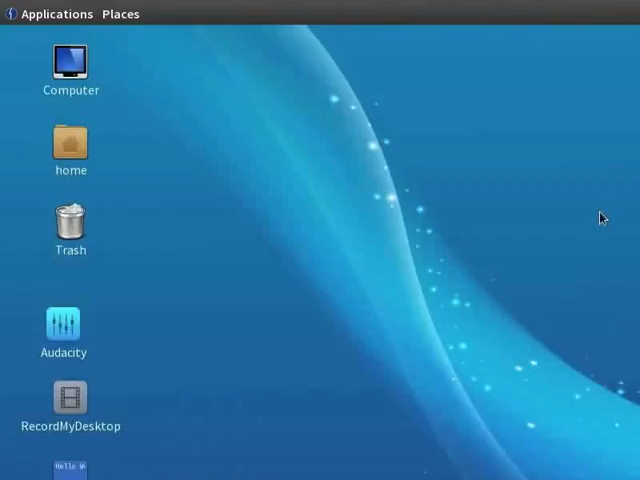 Applications Places
Computer
home
Trash
Audacity
RecordMyDesktop
Hello W